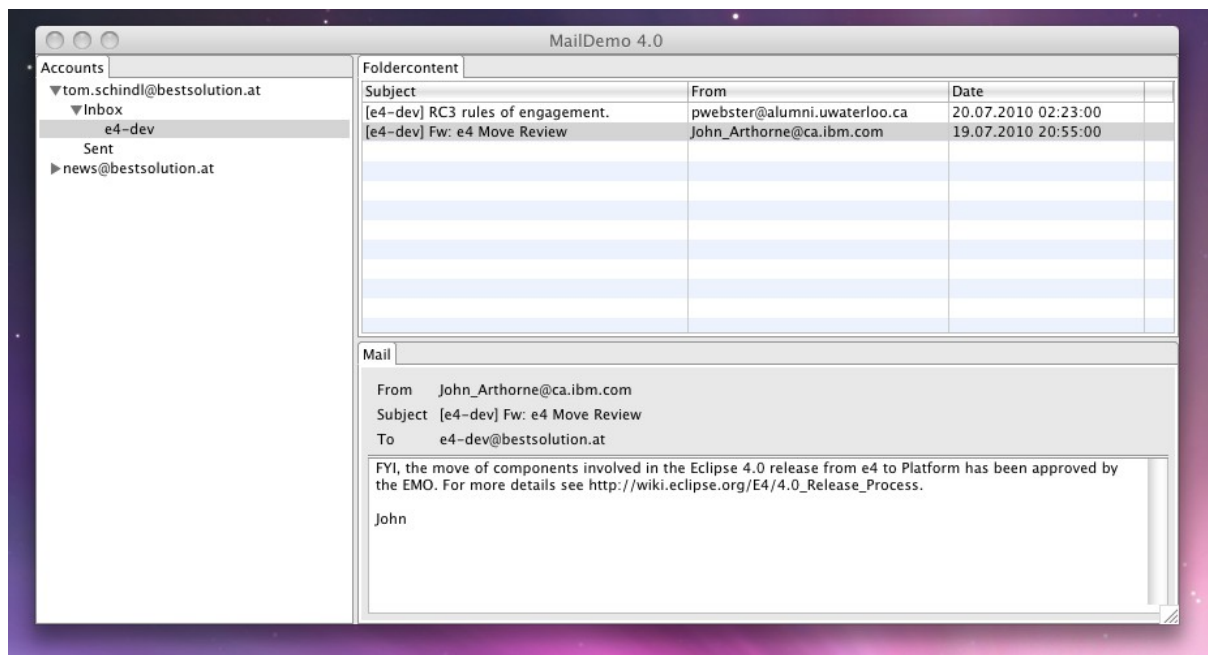 MailDemo 4.0
Accounts
tom.schindl@bestsolution.at
Inbox
e4-dev
Sent
news@bestsolution.at
Foldercontent
Subject From Date
[e4-dev] RC3 rules of engagement. pwebster@alumni.uwaterloo.ca 20.07.2010 02:23:00
[e4-dev] Fw: e4 Move Review John_Arthorne@ca.ibm.com 19.07.2010 20:55:00
Mail
From John_Arthorne@ca.ibm.com
Subject [e4-dev] Fw: e4 Move Review
To e4-dev@bestsolution.at
FYI, the move of components involved in the Eclipse 4.0 release from e4 to Platform has been approved by
the EMO. For more details see http://wiki.eclipse.org/E4/4.0_Release_Process.
John